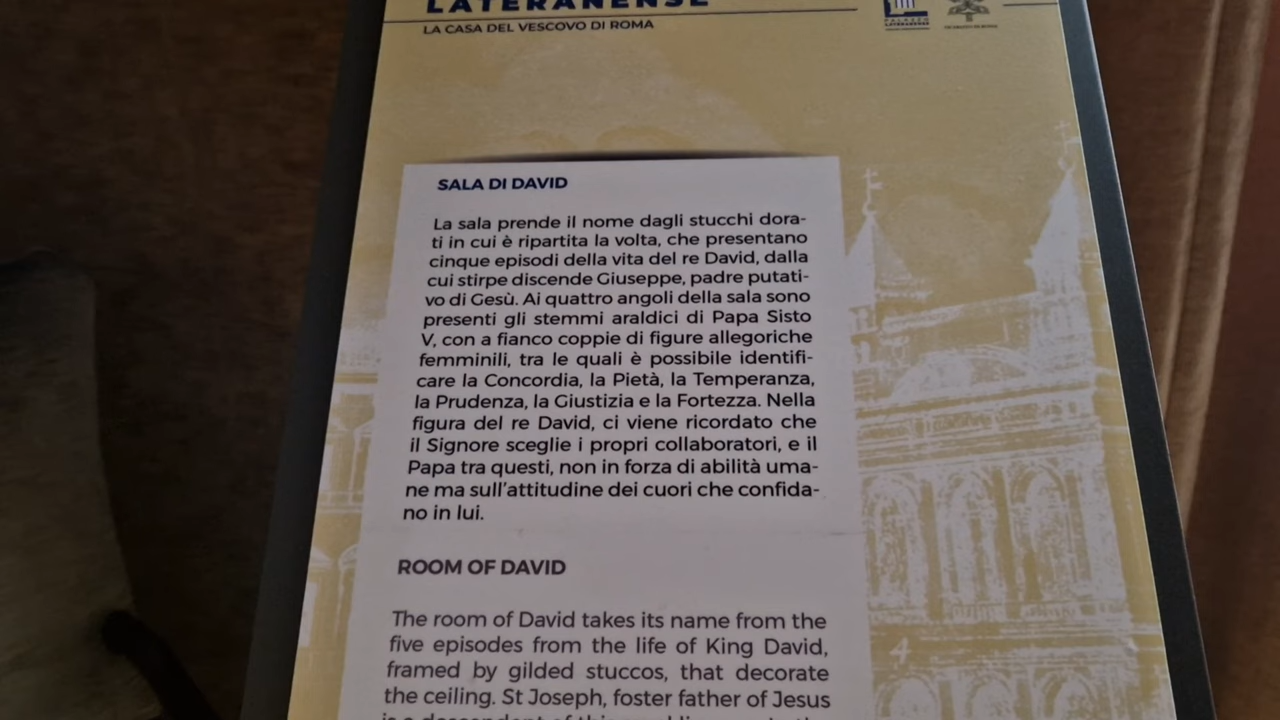 LATERANENSE
LA CASA DEL VESCOVO DI ROMA
PALAZZO
LATERANENSE
SALA DI DAVID
La sala prende il nome dagli stucchi dora-
ti in cui è ripartita la volta, che presentano
cinque episodi della vita del re David, dalla
cui stirpe discende Giuseppe, padre putati-
vo di Gesù. Ai quattro angoli della sala sono
presenti gli stemmi araldici di Papa Sisto
V, con a fianco coppie di figure allegoriche
femminili, tra le quali è possibile identifi-
care la Concordia, la Pietà, la Temperanza,
la Prudenza, la Giustizia e la Fortezza. Nella
figura del re David, ci viene ricordato che
il Signore sceglie i propri collaboratori, e il
Papa tra questi, non in forza di abilità uma-
ne ma sull'attitudine dei cuori che confida-
no in lui.
ROOM OF DAVID
The room of David takes its name from the
five episodes from the life of King David,
framed by gilded stuccos, that decorate
the ceiling. St Joseph, foster father of Jesus
4